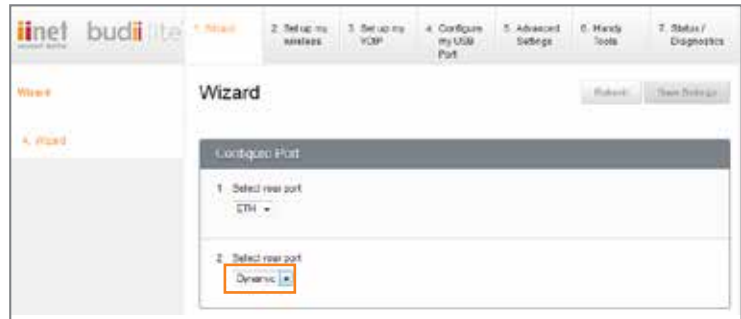 iinet budii lite
1. Wizard
2. Set up my wireless
3. Set up my VOIP
4. Configure my USB Port
5. Advanced Settings
6. Handy Tools
7. Status / Diagnostics
Wizard
Wizard
Refresh
Save Settings
Wizard
Configure Port
1 Select rear port
ETH
2 Select rear port
Dynamic